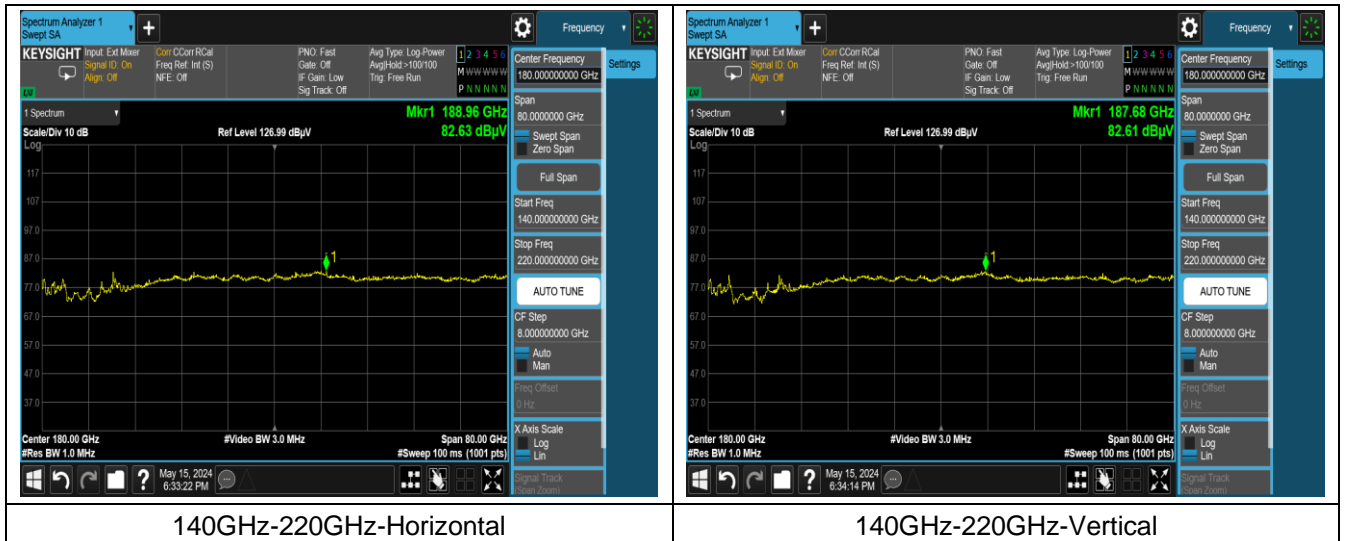 Spectrum Analyzer 1
Swept SA
Frequency
KEYSIGHT
Input: Ext Mixer
Signal ID: On
Align: Off
Corr CCorr RCal
Freq Ref: Int (S)
NFE: Off
PNO: Fast
Gate: Off
IF Gain: Low
Sig Track: Off
Avg Type: Log-Power
Avg|Hold:>100/100
Trig: Free Run
1 2 3 4 5 6
M W W W W W
P N N N N N
Center Frequency
180.000000000 GHz
Settings
1 Spectrum
Mkr1 188.96 GHz
Scale/Div 10 dB
Ref Level 126.99 dBµV
82.63 dBµV
Log
117
107
97.0
87.0
77.0
67.0
57.0
47.0
37.0
1
Span
80.0000000 GHz
Swept Span
Zero Span
Full Span
Start Freq
140.000000000 GHz
Stop Freq
220.000000000 GHz
AUTO TUNE
CF Step
8.000000000 GHz
Auto
Man
Freq Offset
0 Hz
X Axis Scale
Log
Lin
Signal Track
(Span Zoom)
Center 180.00 GHz
#Video BW 3.0 MHz
Span 80.00 GHz
#Res BW 1.0 MHz
#Sweep 100 ms (1001 pts)
May 15, 2024
6:33:22 PM
140GHz-220GHz-Horizontal
Spectrum Analyzer 1
Swept SA
Frequency
KEYSIGHT
Input: Ext Mixer
Signal ID: On
Align: Off
Corr CCorr RCal
Freq Ref: Int (S)
NFE: Off
PNO: Fast
Gate: Off
IF Gain: Low
Sig Track: Off
Avg Type: Log-Power
Avg|Hold:>100/100
Trig: Free Run
1 2 3 4 5 6
M W W W W W
P N N N N N
Center Frequency
180.000000000 GHz
Settings
1 Spectrum
Mkr1 187.68 GHz
Scale/Div 10 dB
Ref Level 126.99 dBµV
82.61 dBµV
Log
117
107
97.0
87.0
77.0
67.0
57.0
47.0
37.0
1
Span
80.0000000 GHz
Swept Span
Zero Span
Full Span
Start Freq
140.000000000 GHz
Stop Freq
220.000000000 GHz
AUTO TUNE
CF Step
8.000000000 GHz
Auto
Man
Freq Offset
0 Hz
X Axis Scale
Log
Lin
Signal Track
(Span Zoom)
Center 180.00 GHz
#Video BW 3.0 MHz
Span 80.00 GHz
#Res BW 1.0 MHz
#Sweep 100 ms (1001 pts)
May 15, 2024
6:34:14 PM
140GHz-220GHz-Vertical